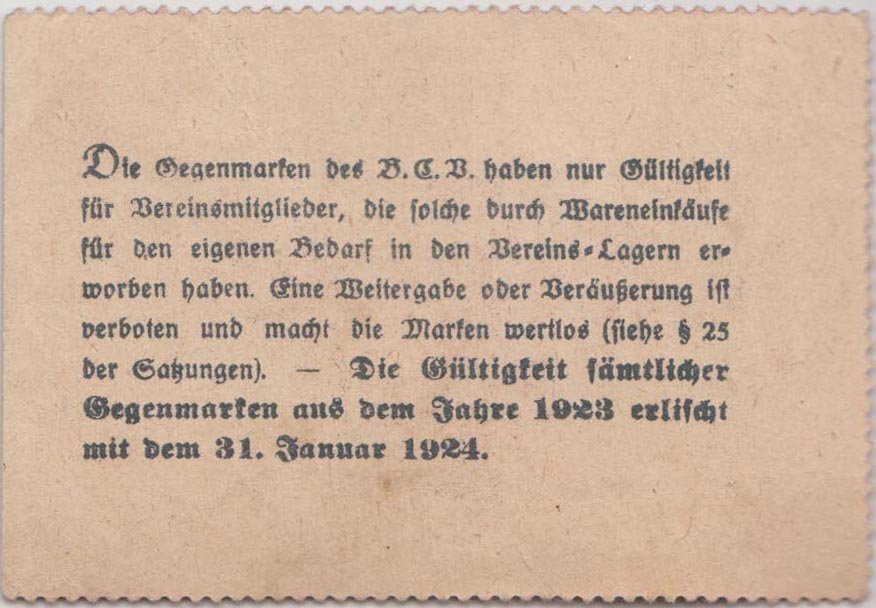 Die Gegenmarken des B. C. V. haben nur Gültigkeit
für Vereinsmitglieder, die solche durch Wareneinkäufe
für den eigenen Bedarf in den Vereins-Lagern er-
worben haben. Eine Weitergabe oder Veräußerung ist
verboten und macht die Marken wertlos (siehe § 25
der Satzungen). — Die Gültigkeit sämtlicher
Gegenmarken aus dem Jahre 1923 erlischt
mit dem 31. Januar 1924.